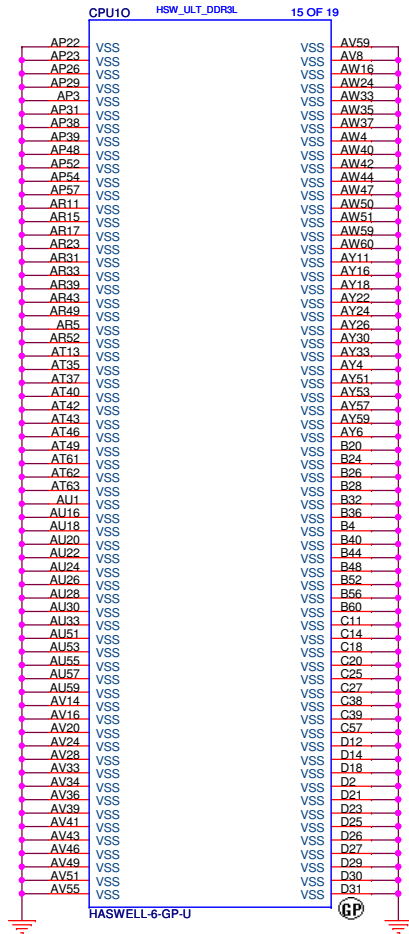 CPU1O HSW_ULT_DDR3L 15 OF 19
AP22 VSS VSS AV59
AP23 VSS VSS AV8
AP26 VSS VSS AW16
AP29 VSS VSS AW24
AP3 VSS VSS AW33
AP31 VSS VSS AW35
AP38 VSS VSS AW37
AP39 VSS VSS AW4
AP48 VSS VSS AW40
AP52 VSS VSS AW42
AP54 VSS VSS AW44
AP57 VSS VSS AW47
AR11 VSS VSS AW50
AR15 VSS VSS AW51
AR17 VSS VSS AW59
AR23 VSS VSS AW60
AR31 VSS VSS AY11
AR33 VSS VSS AY16
AR39 VSS VSS AY18
AR43 VSS VSS AY22
AR49 VSS VSS AY24
AR5 VSS VSS AY26
AR52 VSS VSS AY30
AT13 VSS VSS AY33
AT35 VSS VSS AY4
AT37 VSS VSS AY51
AT40 VSS VSS AY53
AT42 VSS VSS AY57
AT43 VSS VSS AY59
AT46 VSS VSS AY6
AT49 VSS VSS B20
AT61 VSS VSS B24
AT62 VSS VSS B26
AT63 VSS VSS B28
AU1 VSS VSS B32
AU16 VSS VSS B36
AU18 VSS VSS B4
AU20 VSS VSS B40
AU22 VSS VSS B44
AU24 VSS VSS B48
AU26 VSS VSS B52
AU28 VSS VSS B56
AU30 VSS VSS B60
AU33 VSS VSS C11
AU51 VSS VSS C14
AU53 VSS VSS C18
AU55 VSS VSS C20
AU57 VSS VSS C25
AU59 VSS VSS C27
AV14 VSS VSS C38
AV16 VSS VSS C39
AV20 VSS VSS C57
AV24 VSS VSS D12
AV28 VSS VSS D14
AV33 VSS VSS D18
AV34 VSS VSS D2
AV36 VSS VSS D21
AV39 VSS VSS D23
AV41 VSS VSS D25
AV43 VSS VSS D26
AV46 VSS VSS D27
AV49 VSS VSS D29
AV51 VSS VSS D30
AV55 VSS VSS D31
HASWELL-6-GP-U GP